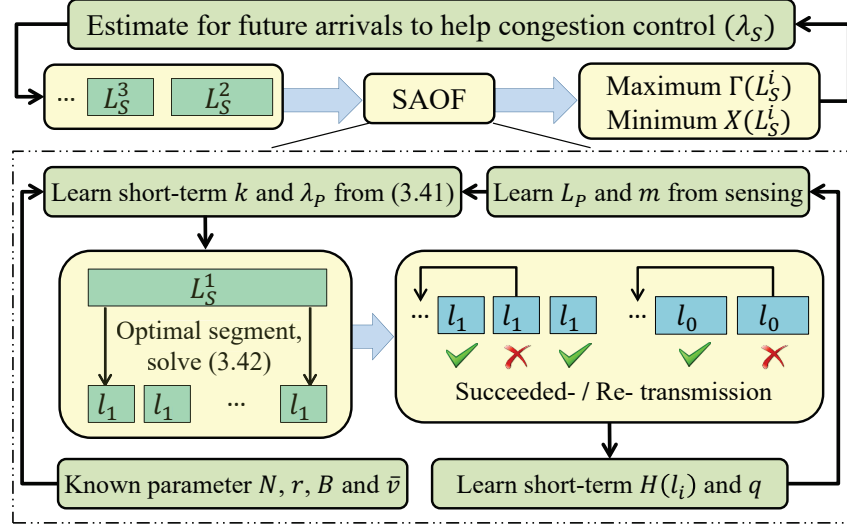 Estimate for future arrivals to help congestion control (λ_S)
... L_S^3 L_S^2
SAOF
Maximum Γ(L_S^i)
Minimum X(L_S^i)
Learn short-term k and λ_P from (3.41)
Learn L_P and m from sensing
L_S^1
Optimal segment,
solve (3.42)
l_1 l_1 ... l_1
... l_1 l_1 l_1 ... l_0 l_0
Succeeded- / Re- transmission
Known parameter N, r, B and v̄
Learn short-term H(l_i) and q